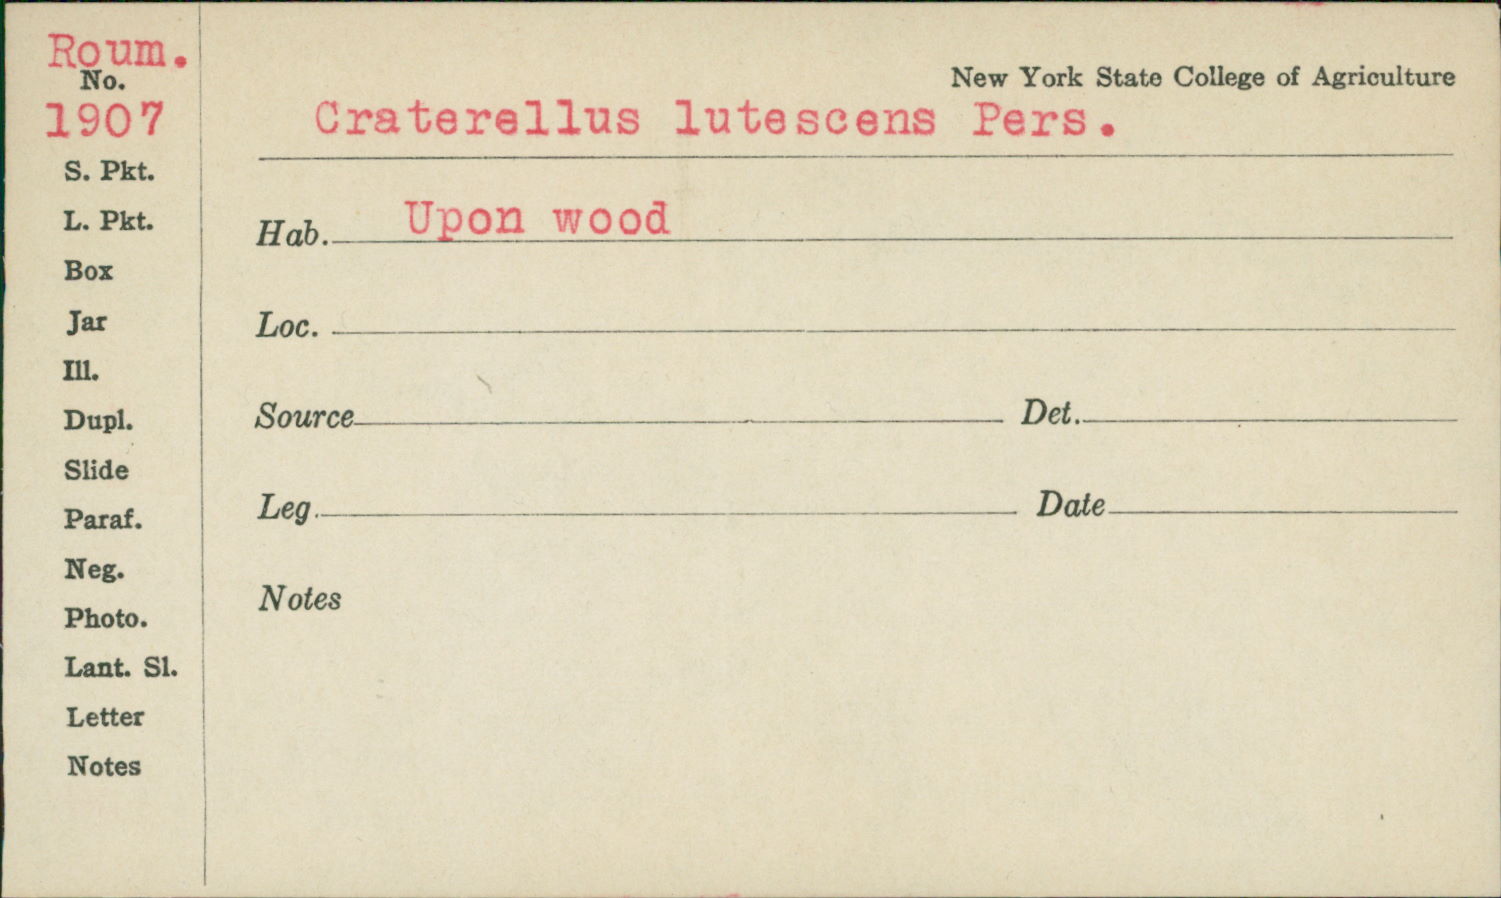 Roum.
No.
1907
S. Pkt.
L. Pkt.
Box
Jar
Ill.
Dupl.
Slide
Paraf.
Neg.
Photo.
Lant. Sl.
Letter
Notes
New York State College of Agriculture
Craterellus lutescens Pers.
Hab. Upon wood
Loc.
Source Det.
Leg. Date
Notes